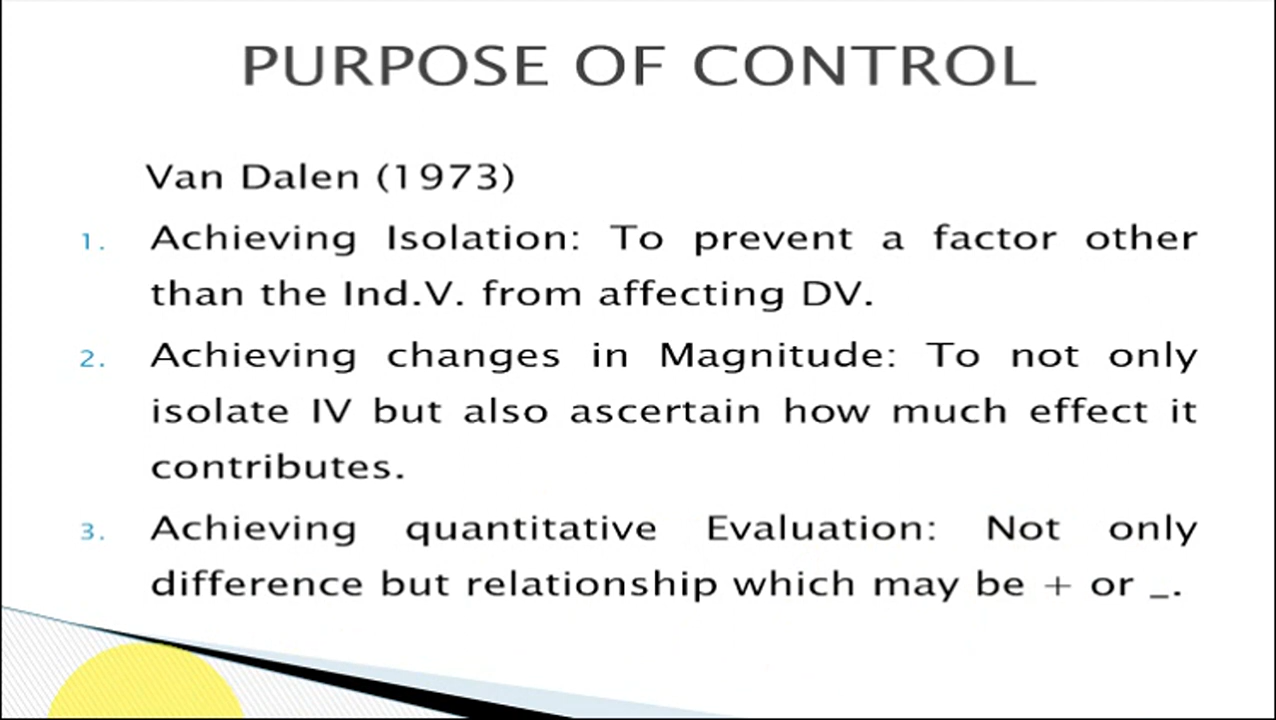 PURPOSE OF CONTROL
Van Dalen (1973)
1. Achieving Isolation: To prevent a factor other
than the Ind.V. from affecting DV.
2. Achieving changes in Magnitude: To not only
isolate IV but also ascertain how much effect it
contributes.
3. Achieving quantitative Evaluation: Not only
difference but relationship which may be + or _.